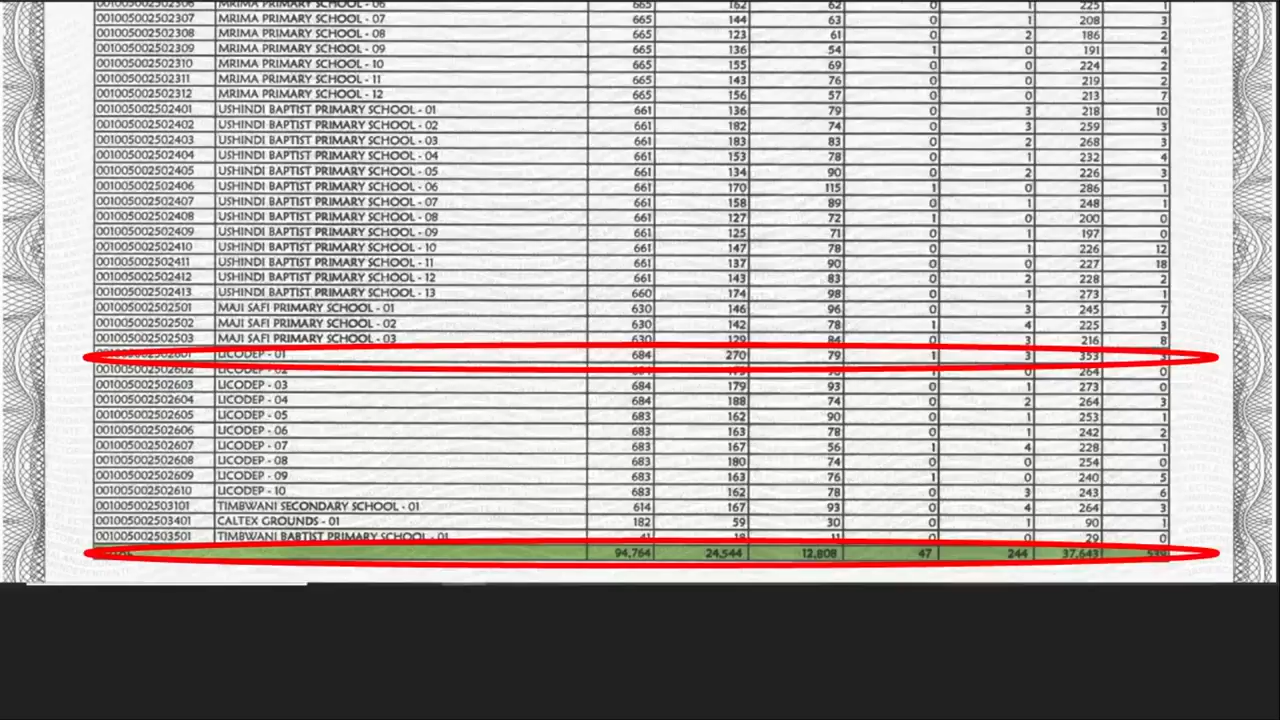 001005002502306 MRIMA PRIMARY SCHOOL - 06 665 162 62 0 1 225 1
001005002502307 MRIMA PRIMARY SCHOOL - 07 665 144 63 0 1 208 3
001005002502308 MRIMA PRIMARY SCHOOL - 08 665 123 61 0 2 186 2
001005002502309 MRIMA PRIMARY SCHOOL - 09 665 136 54 1 0 191 4
001005002502310 MRIMA PRIMARY SCHOOL - 10 665 155 69 0 0 224 2
001005002502311 MRIMA PRIMARY SCHOOL - 11 665 143 76 0 0 219 2
001005002502312 MRIMA PRIMARY SCHOOL - 12 665 156 57 0 0 213 7
001005002502401 USHINDI BAPTIST PRIMARY SCHOOL - 01 661 136 79 0 3 218 10
001005002502402 USHINDI BAPTIST PRIMARY SCHOOL - 02 661 182 74 0 3 259 3
001005002502403 USHINDI BAPTIST PRIMARY SCHOOL - 03 661 183 83 0 2 268 3
001005002502404 USHINDI BAPTIST PRIMARY SCHOOL - 04 661 153 78 0 1 232 4
001005002502405 USHINDI BAPTIST PRIMARY SCHOOL - 05 661 134 90 0 2 226 3
001005002502406 USHINDI BAPTIST PRIMARY SCHOOL - 06 661 170 115 1 0 286 1
001005002502407 USHINDI BAPTIST PRIMARY SCHOOL - 07 661 158 89 0 1 248 1
001005002502408 USHINDI BAPTIST PRIMARY SCHOOL - 08 661 127 72 1 0 200 0
001005002502409 USHINDI BAPTIST PRIMARY SCHOOL - 09 661 125 71 0 1 197 0
001005002502410 USHINDI BAPTIST PRIMARY SCHOOL - 10 661 147 78 0 1 226 12
001005002502411 USHINDI BAPTIST PRIMARY SCHOOL - 11 661 137 90 0 0 227 18
001005002502412 USHINDI BAPTIST PRIMARY SCHOOL - 12 661 143 83 0 2 228 2
001005002502413 USHINDI BAPTIST PRIMARY SCHOOL - 13 660 174 98 0 1 273 1
001005002502501 MAJI SAFI PRIMARY SCHOOL - 01 630 146 96 0 3 245 7
001005002502502 MAJI SAFI PRIMARY SCHOOL - 02 630 142 78 1 4 225 3
001005002502503 MAJI SAFI PRIMARY SCHOOL - 03 630 129 84 0 3 216 8
001005002502601 LICODEP - 01 684 270 79 1 3 353 3
001005002502602 LICODEP - 02 684 1 0 264 0
001005002502603 LICODEP - 03 684 179 93 0 1 273 0
001005002502604 LICODEP - 04 684 188 74 0 2 264 3
001005002502605 LICODEP - 05 683 162 90 0 1 253 1
001005002502606 LICODEP - 06 683 163 78 0 1 242 2
001005002502607 LICODEP - 07 683 167 56 1 4 228 1
001005002502608 LICODEP - 08 683 180 74 0 0 254 0
001005002502609 LICODEP - 09 683 163 76 1 0 240 5
001005002502610 LICODEP - 10 683 162 78 0 3 243 6
001005002503101 TIMBWANI SECONDARY SCHOOL - 01 614 167 93 0 4 264 3
001005002503401 CALTEX GROUNDS - 01 182 59 30 0 1 90 1
001005002503501 TIMBWANI BABTIST PRIMARY SCHOOL - 01 41 18 11 0 0 29 0
94,764 24,544 12,808 47 244 37,643